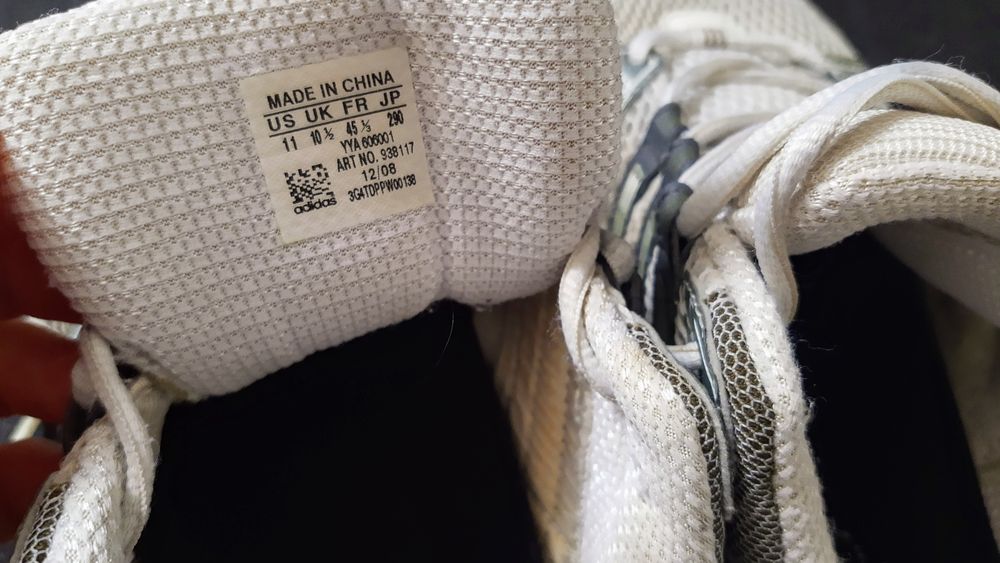 MADE IN CHINA
US UK FR JP
11 10 ½ 45 ⅓ 290
YYA 606001
ART NO. 938117
12/08
3G4TDPPW00138
adidas